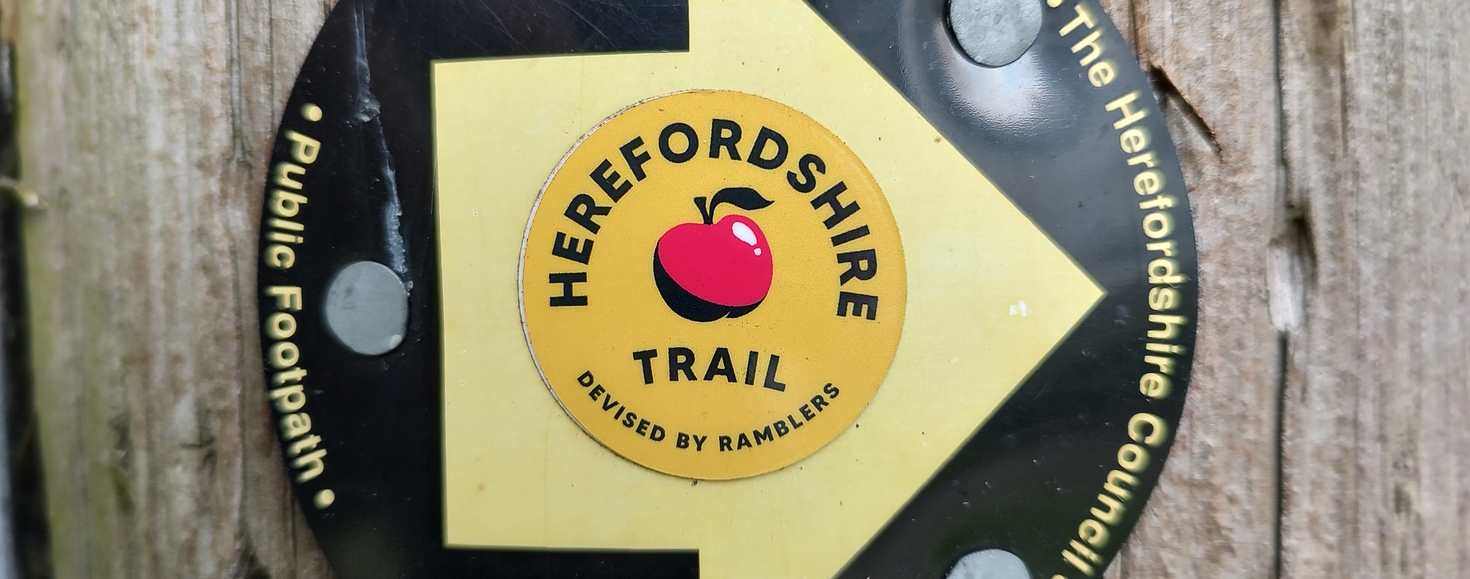 • Public Footpath •
HEREFORDSHIRE
TRAIL
DEVISED BY RAMBLERS
• The Herefordshire Council •